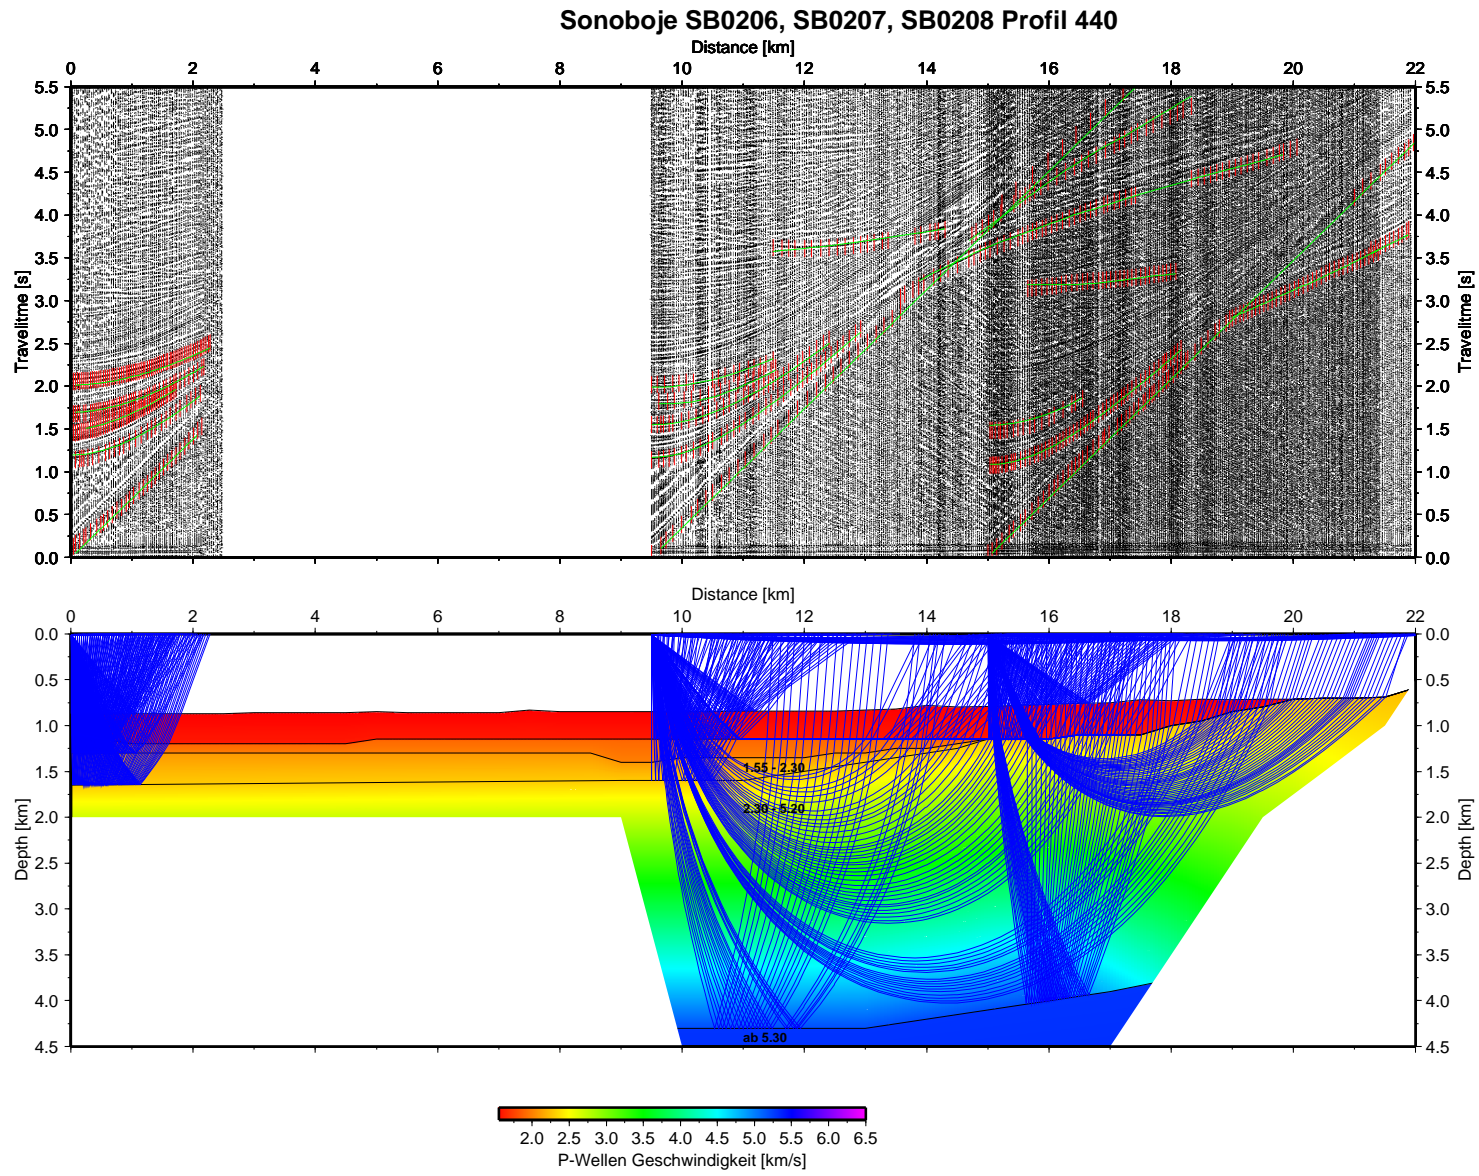 Sonoboje SB0206, SB0207, SB0208 Profil 440
Distance [km]
0 2 4 6 8 10 12 14 16 18 20 22
5.5 5.5
5.0 5.0
4.5 4.5
4.0 4.0
3.5 3.5
Travelitme [s] Travelitme [s]
3.0 3.0
2.5 2.5
2.0 2.0
1.5 1.5
1.0 1.0
0.5 0.5
0.0 0.0
Distance [km]
0 2 4 6 8 10 12 14 16 18 20 22
0.0 0.0
0.5 0.5
1.0 1.0
1.55 - 2.30
1.5 1.5
2.30 - 5.20
2.0 2.0
Depth [km] Depth [km]
2.5 2.5
3.0 3.0
3.5 3.5
4.0 4.0
ab 5.30
4.5 4.5
2.0 2.5 3.0 3.5 4.0 4.5 5.0 5.5 6.0 6.5
P-Wellen Geschwindigkeit [km/s]